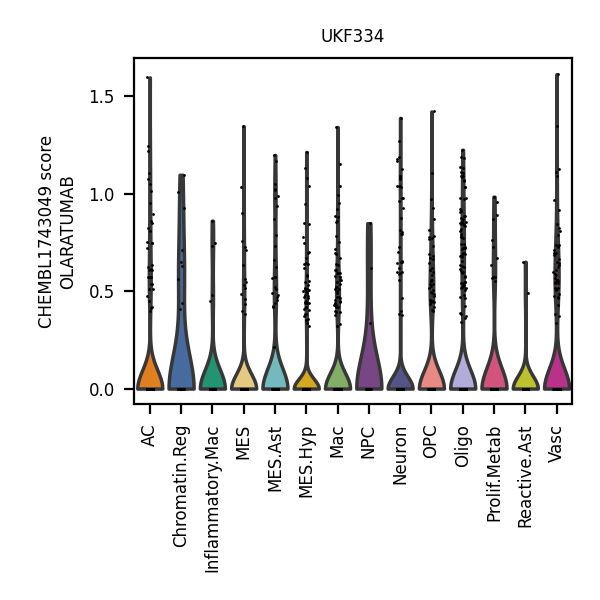 UKF334
CHEMBL1743049 score
OLARATUMAB
1.5
1.0
0.5
0.0
AC
Chromatin.Reg
Inflammatory.Mac
MES
MES.Ast
MES.Hyp
Mac
NPC
Neuron
OPC
Oligo
Prolif.Metab
Reactive.Ast
Vasc